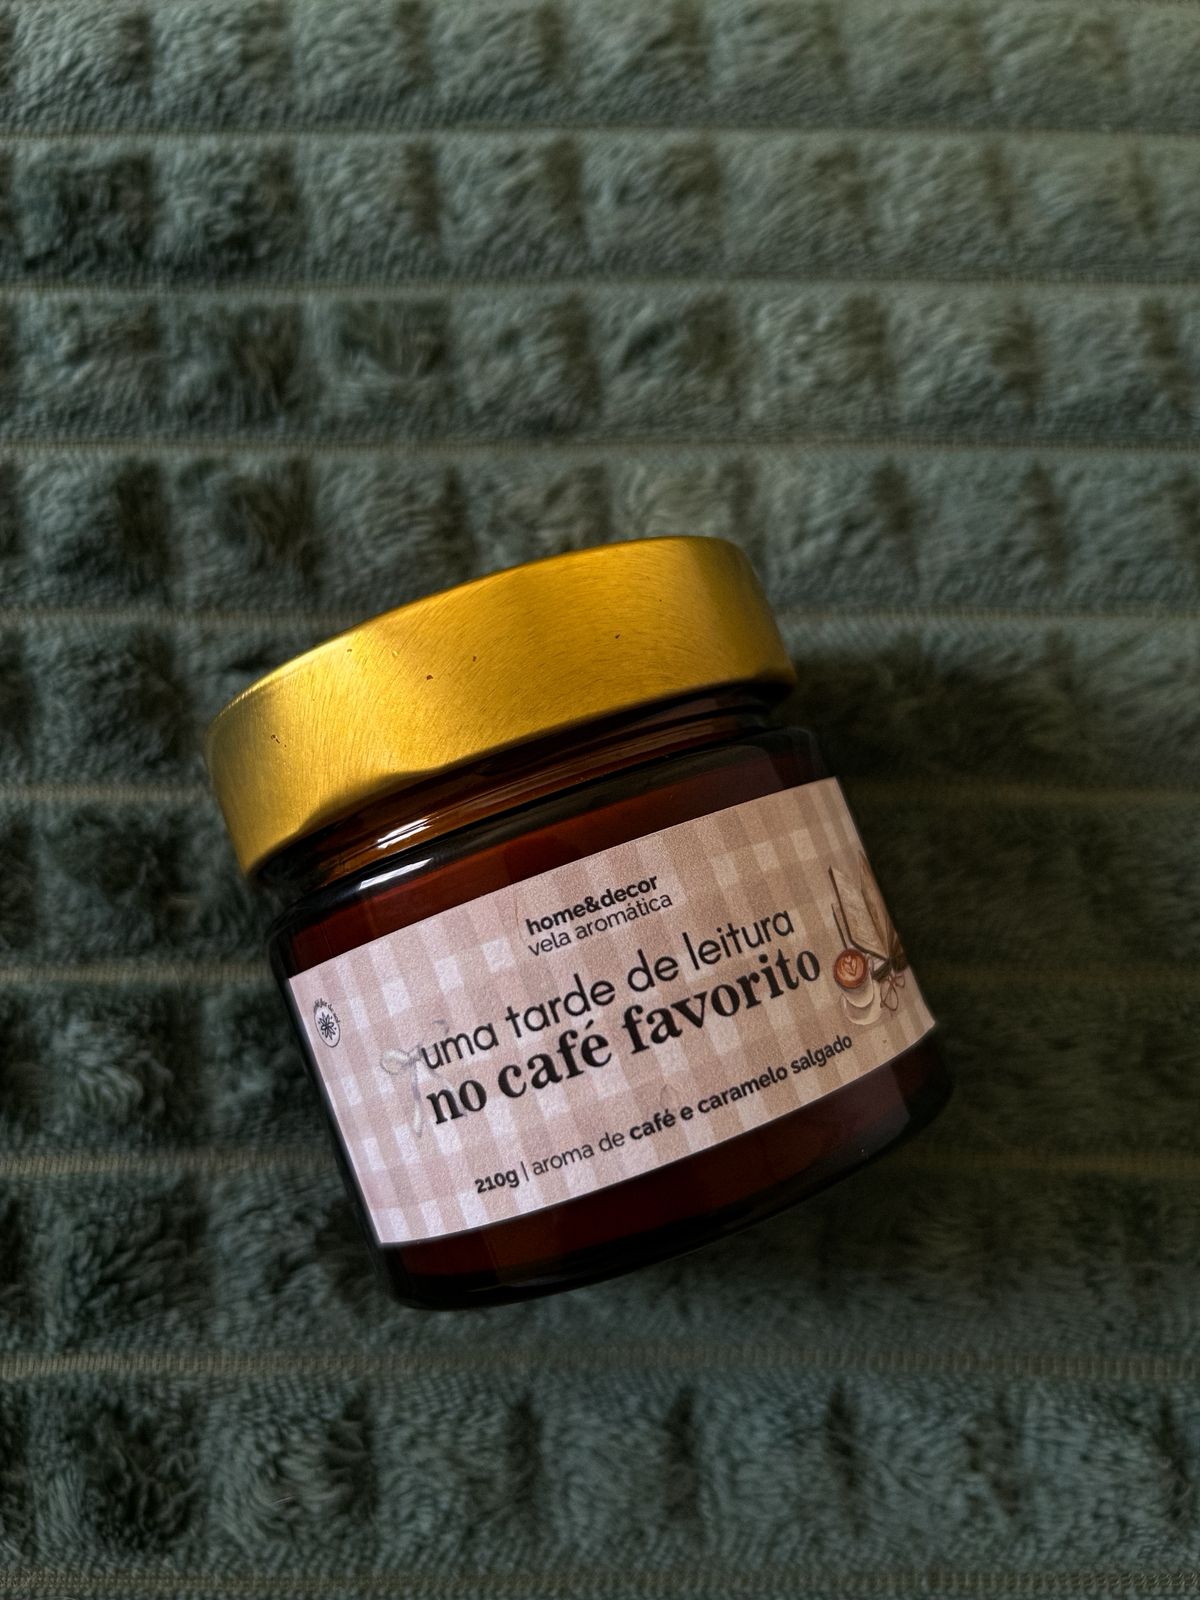 home&decor
vela aromática
uma tarde de leitura
no café favorito
210g | aroma de café e caramelo salgado